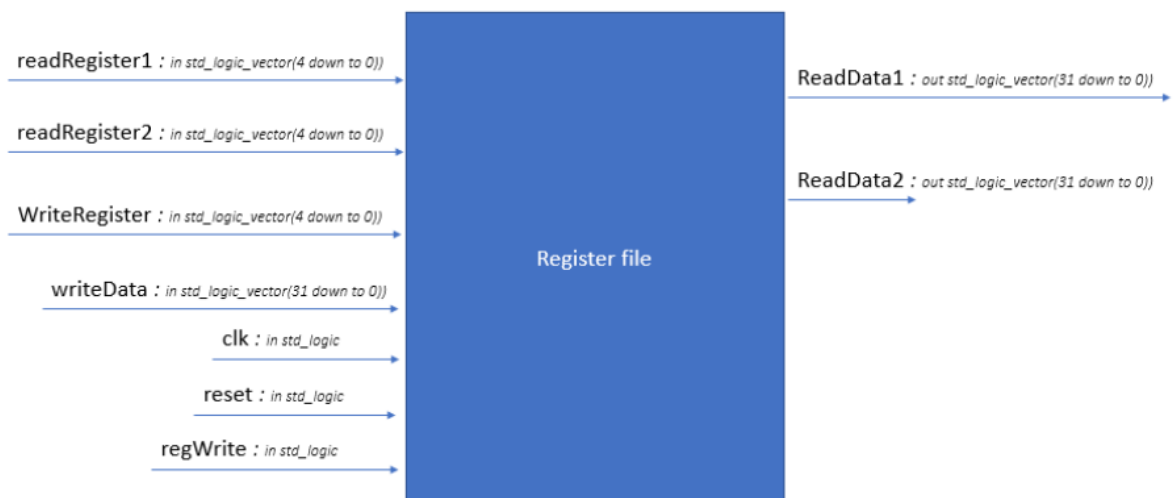 readRegister1 : in std_logic_vector(4 down to 0))
readRegister2 : in std_logic_vector(4 down to 0))
WriteRegister : in std_logic_vector(4 down to 0))
writeData : in std_logic_vector(31 down to 0))
clk : in std_logic
reset : in std_logic
regWrite : in std_logic
Register file
ReadData1 : out std_logic_vector(31 down to 0))
ReadData2 : out std_logic_vector(31 down to 0))